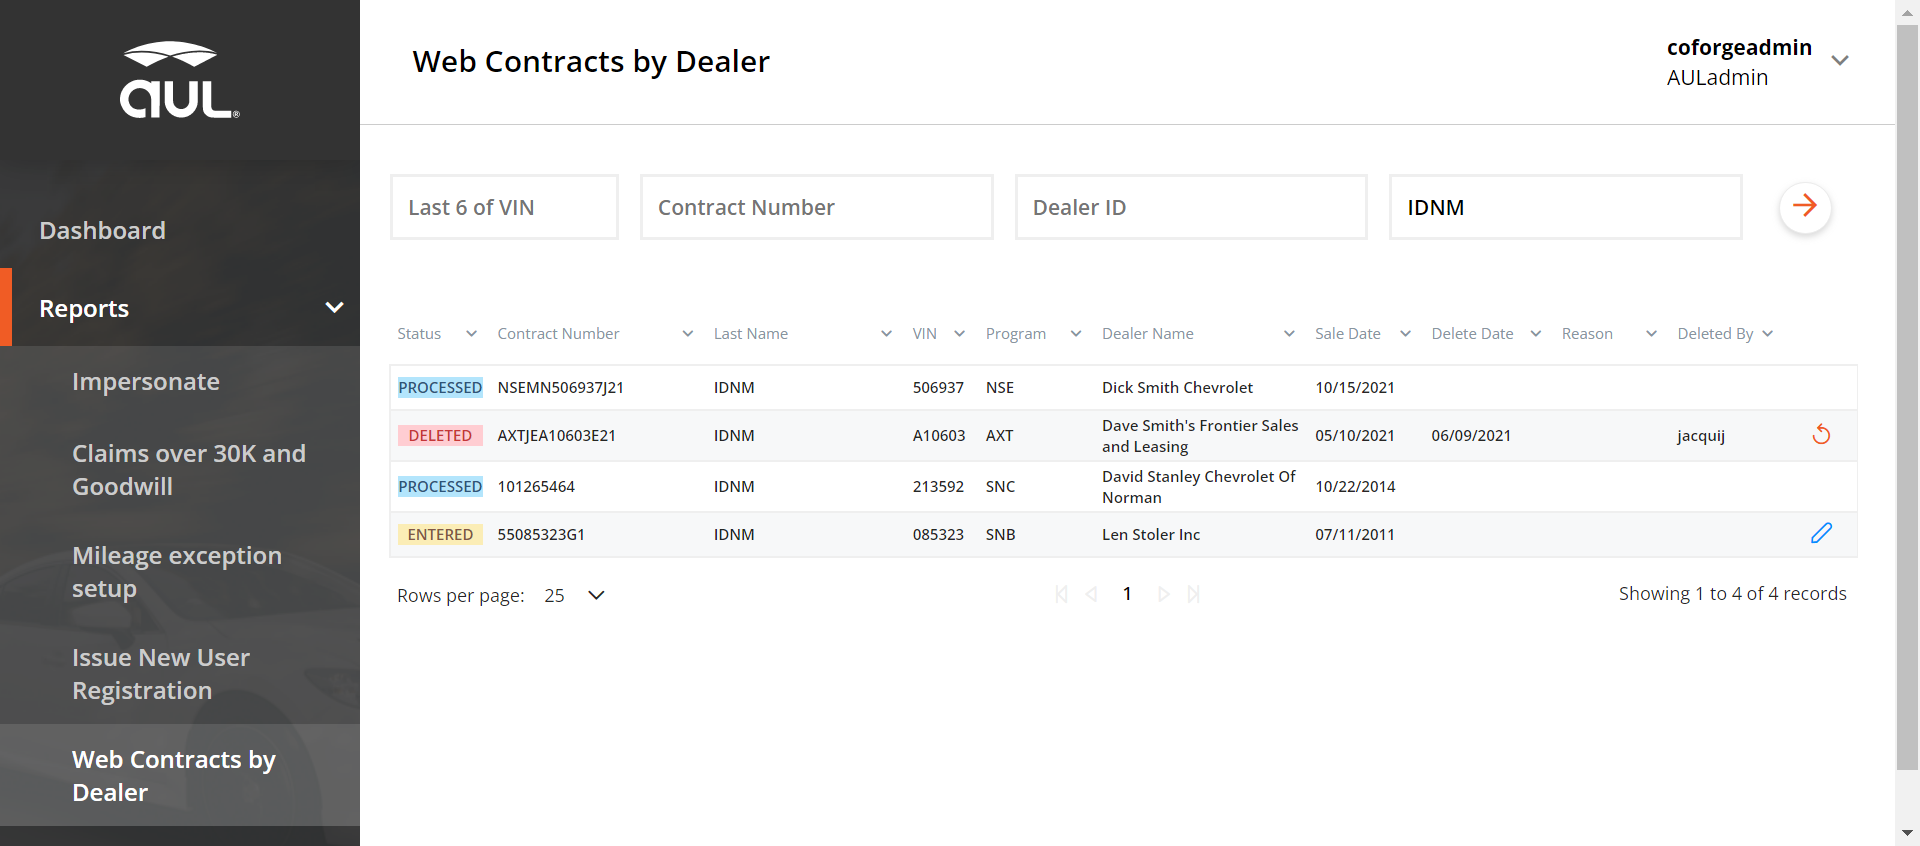 aUL®
Dashboard
Reports
Impersonate
Claims over 30K and
Goodwill
Mileage exception
setup
Issue New User
Registration
Web Contracts by
Dealer
Web Contracts by Dealer
coforgeadmin
AULadmin
Last 6 of VIN Contract Number Dealer ID IDNM
Status Contract Number Last Name VIN Program Dealer Name Sale Date Delete Date Reason Deleted By
PROCESSED NSEMN506937J21 IDNM 506937 NSE Dick Smith Chevrolet 10/15/2021
DELETED AXTJEA10603E21 IDNM A10603 AXT Dave Smith's Frontier Sales
and Leasing 05/10/2021 06/09/2021 jacquij
PROCESSED 101265464 IDNM 213592 SNC David Stanley Chevrolet Of
Norman 10/22/2014
ENTERED 55085323G1 IDNM 085323 SNB Len Stoler Inc 07/11/2011
Rows per page: 25 1 Showing 1 to 4 of 4 records